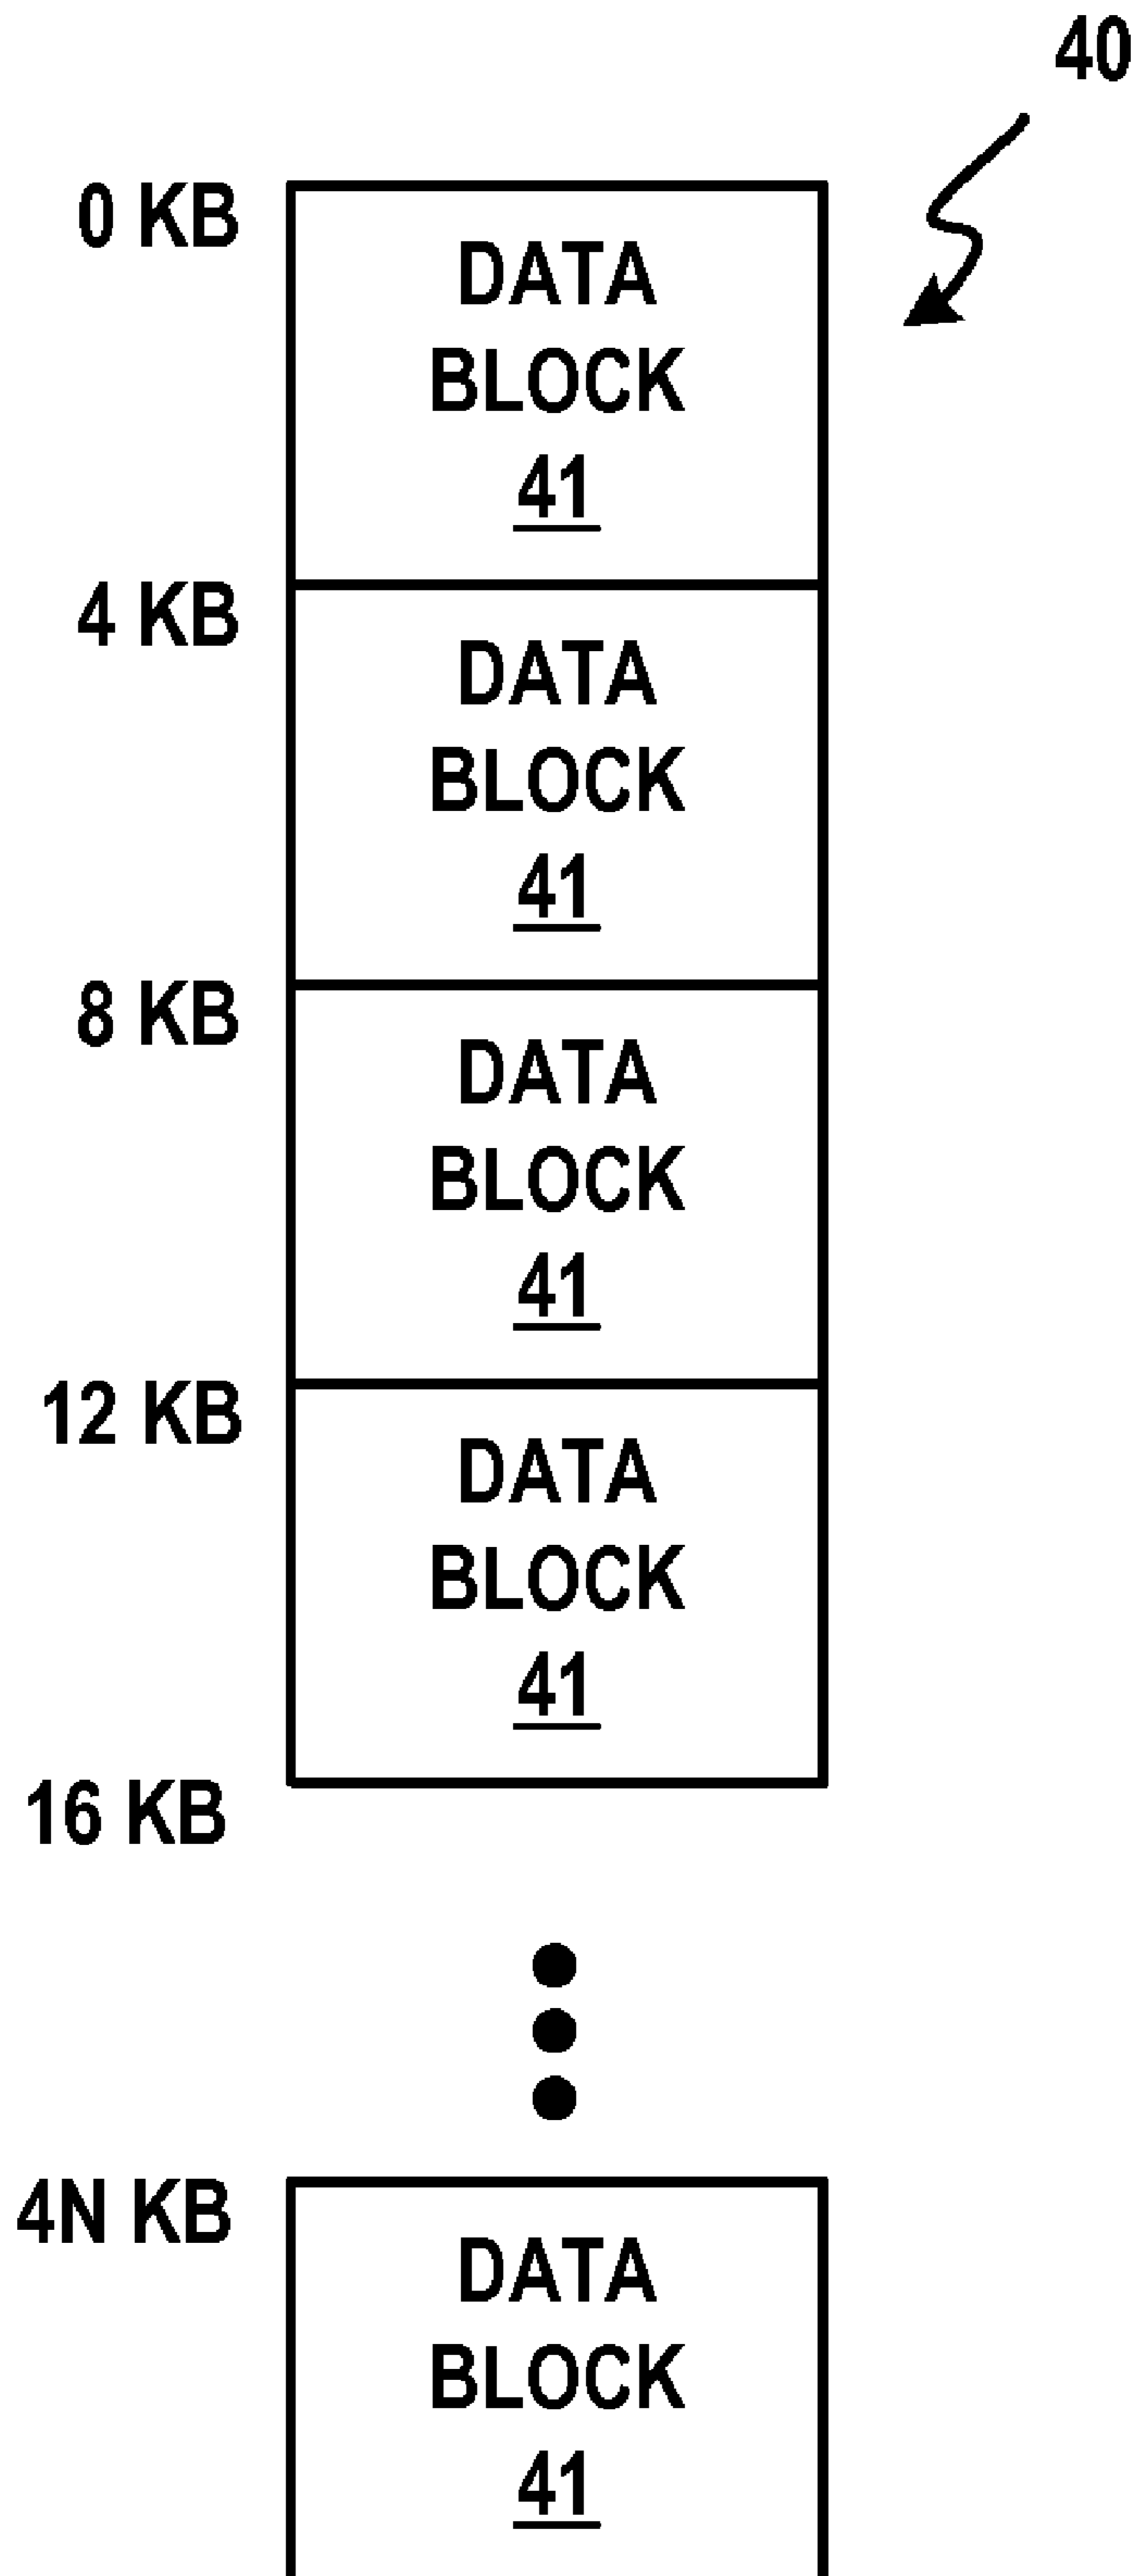 40
0 KB
DATA
BLOCK
41
4 KB
DATA
BLOCK
41
8 KB
DATA
BLOCK
41
12 KB
DATA
BLOCK
41
16 KB
4N KB
DATA
BLOCK
41